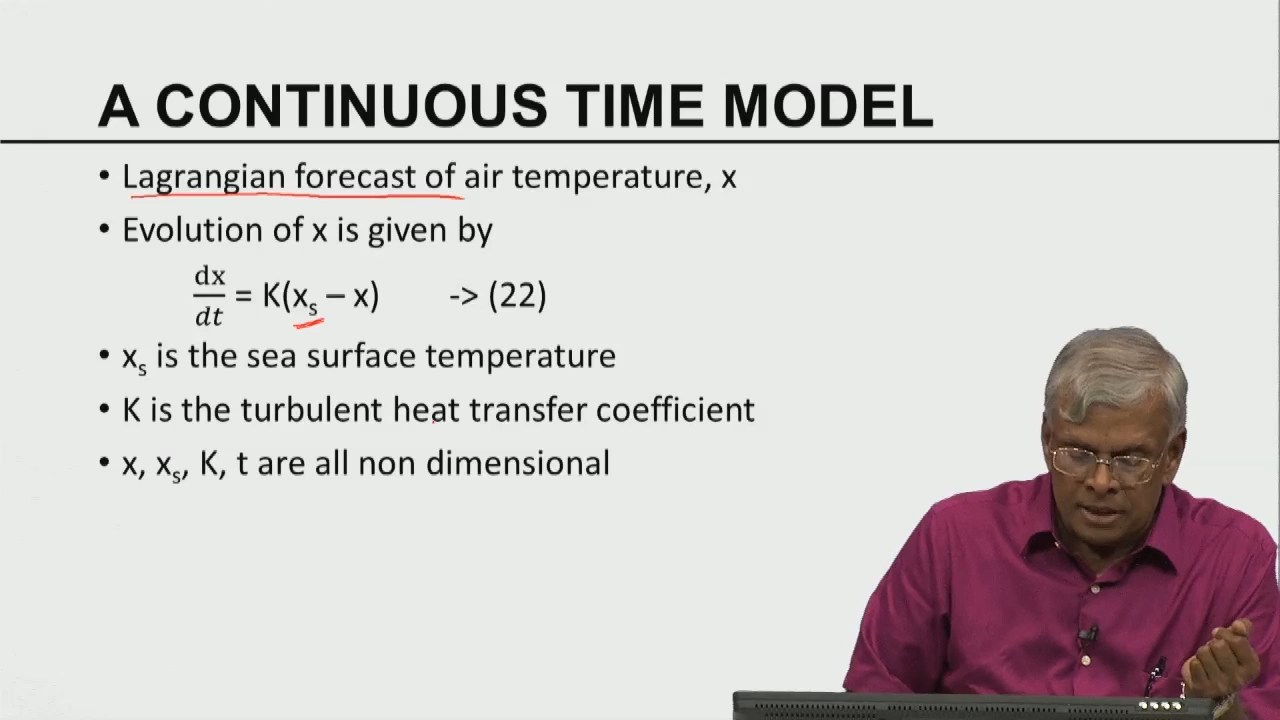 A CONTINUOUS TIME MODEL
• Lagrangian forecast of air temperature, x
• Evolution of x is given by
dx/dt = K(xₛ – x) -> (22)
• xₛ is the sea surface temperature
• K is the turbulent heat transfer coefficient
• x, xₛ, K, t are all non dimensional